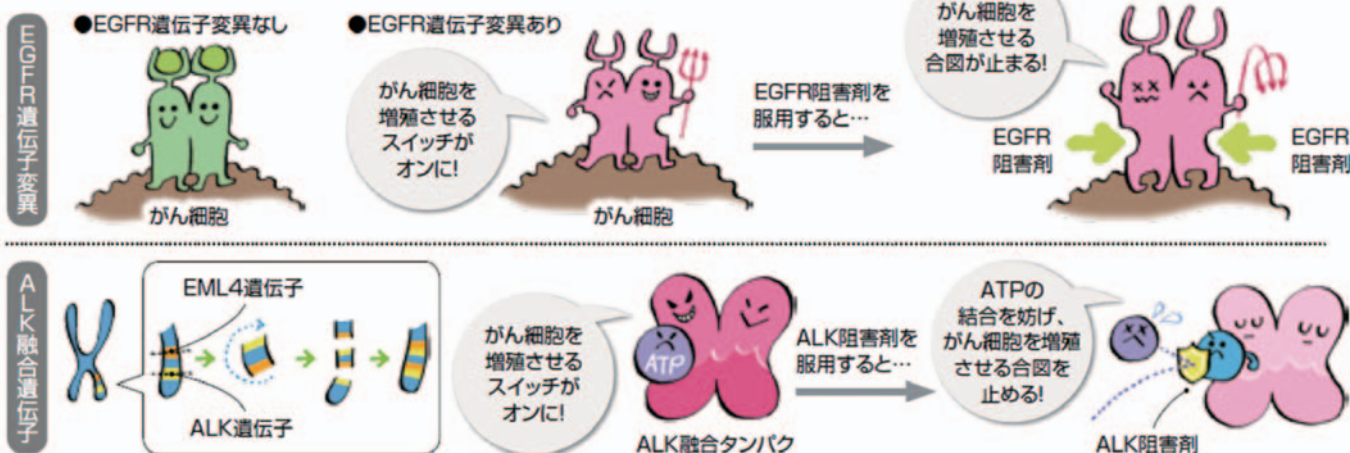 EGFR遺伝子変異
●EGFR遺伝子変異なし
がん細胞
●EGFR遺伝子変異あり
がん細胞を
増殖させる
スイッチが
オンに!
がん細胞
EGFR阻害剤を
服用すると…
がん細胞を
増殖させる
合図が止まる!
EGFR
阻害剤
EGFR
阻害剤
ALK融合遺伝子
EML4遺伝子
ALK遺伝子
がん細胞を
増殖させる
スイッチが
オンに!
ATP
ALK融合タンパク
ALK阻害剤を
服用すると…
ATPの
結合を妨げ、
がん細胞を増殖
させる合図を
止める!
ALK阻害剤